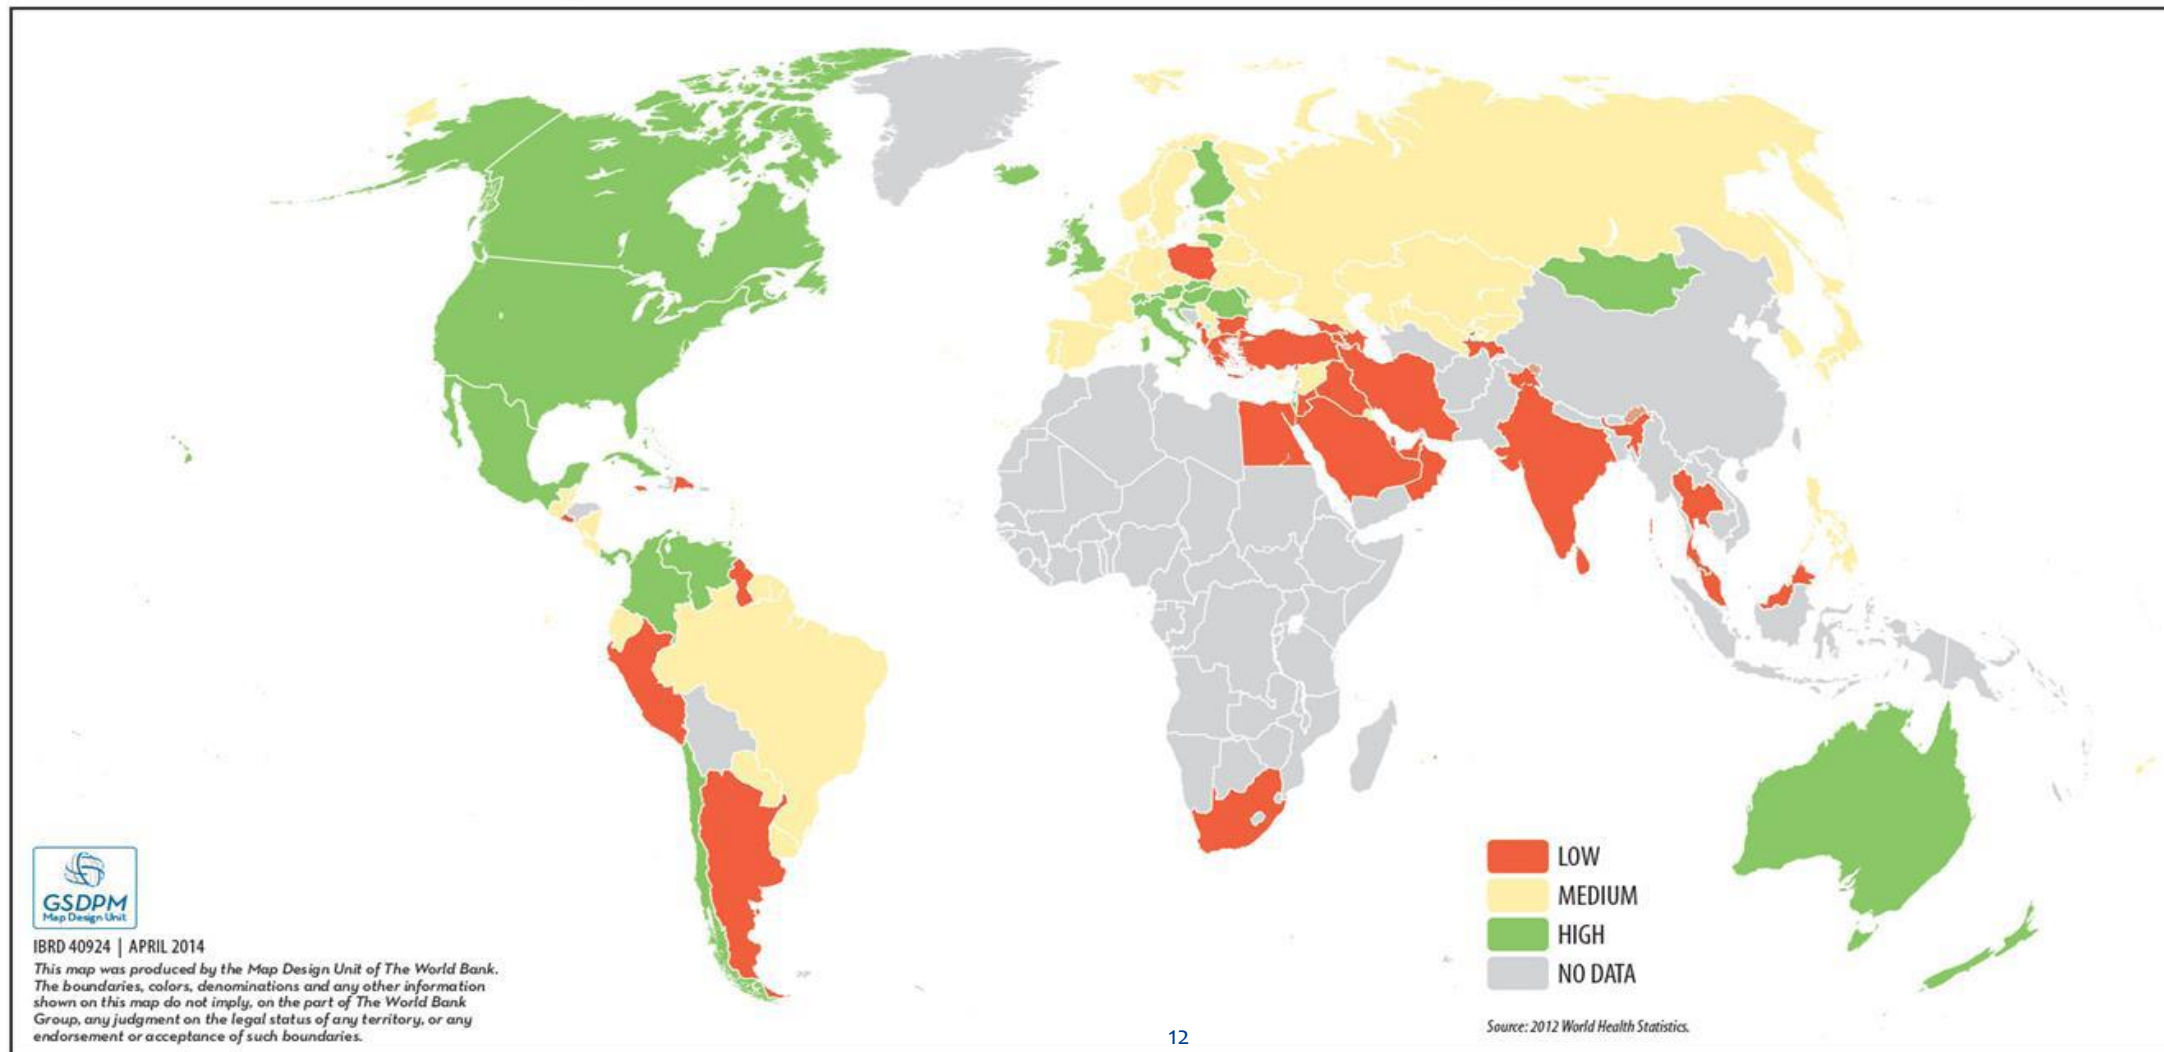 LOW
MEDIUM
HIGH
NO DATA
GSDPM
Map Design Unit
IBRD 40924 | APRIL 2014
This map was produced by the Map Design Unit of The World Bank.
The boundaries, colors, denominations and any other information
shown on this map do not imply, on the part of The World Bank
Group, any judgment on the legal status of any territory, or any
endorsement or acceptance of such boundaries.
Source: 2012 World Health Statistics.
12